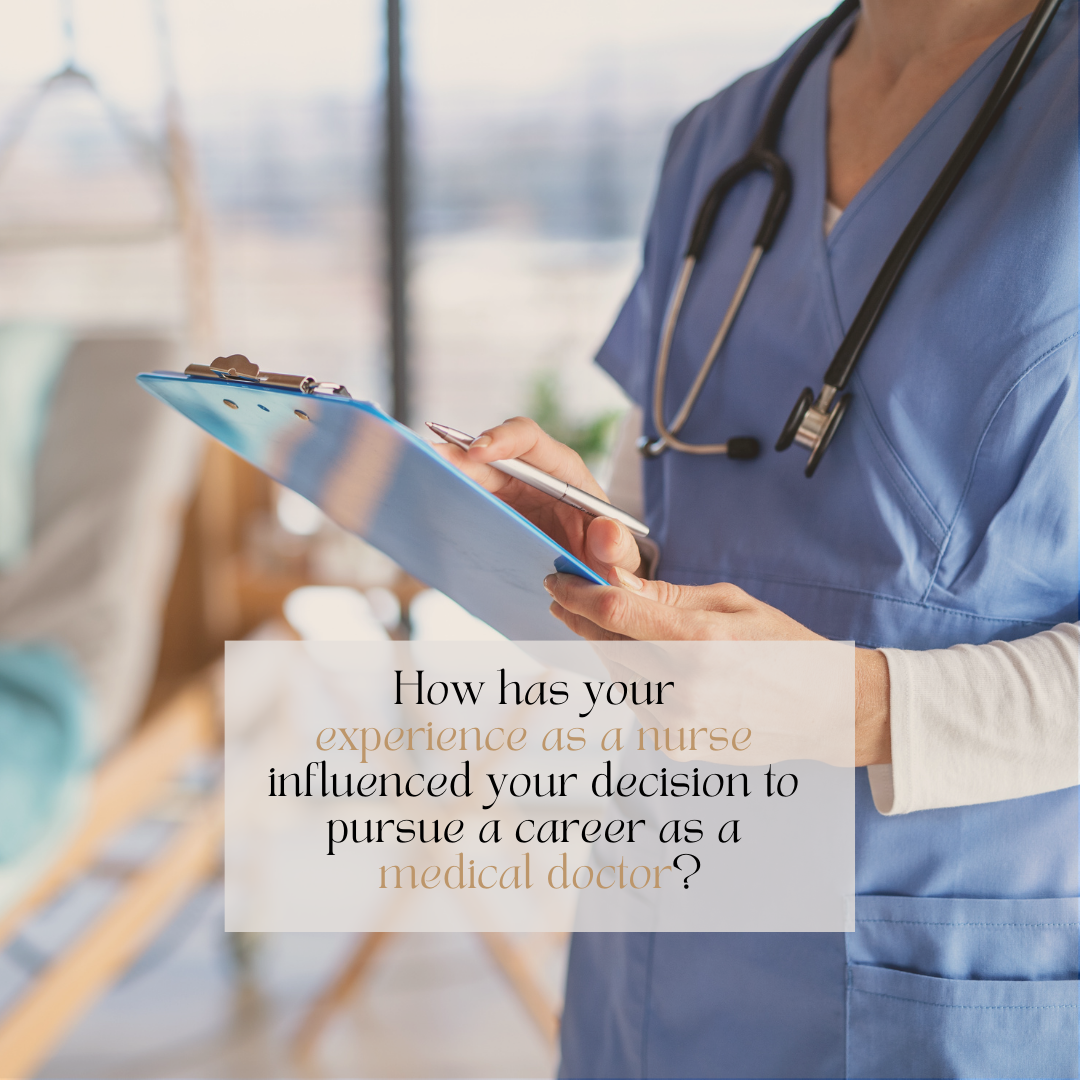 How has your
experience as a nurse
influenced your decision to
pursue a career as a
medical doctor?